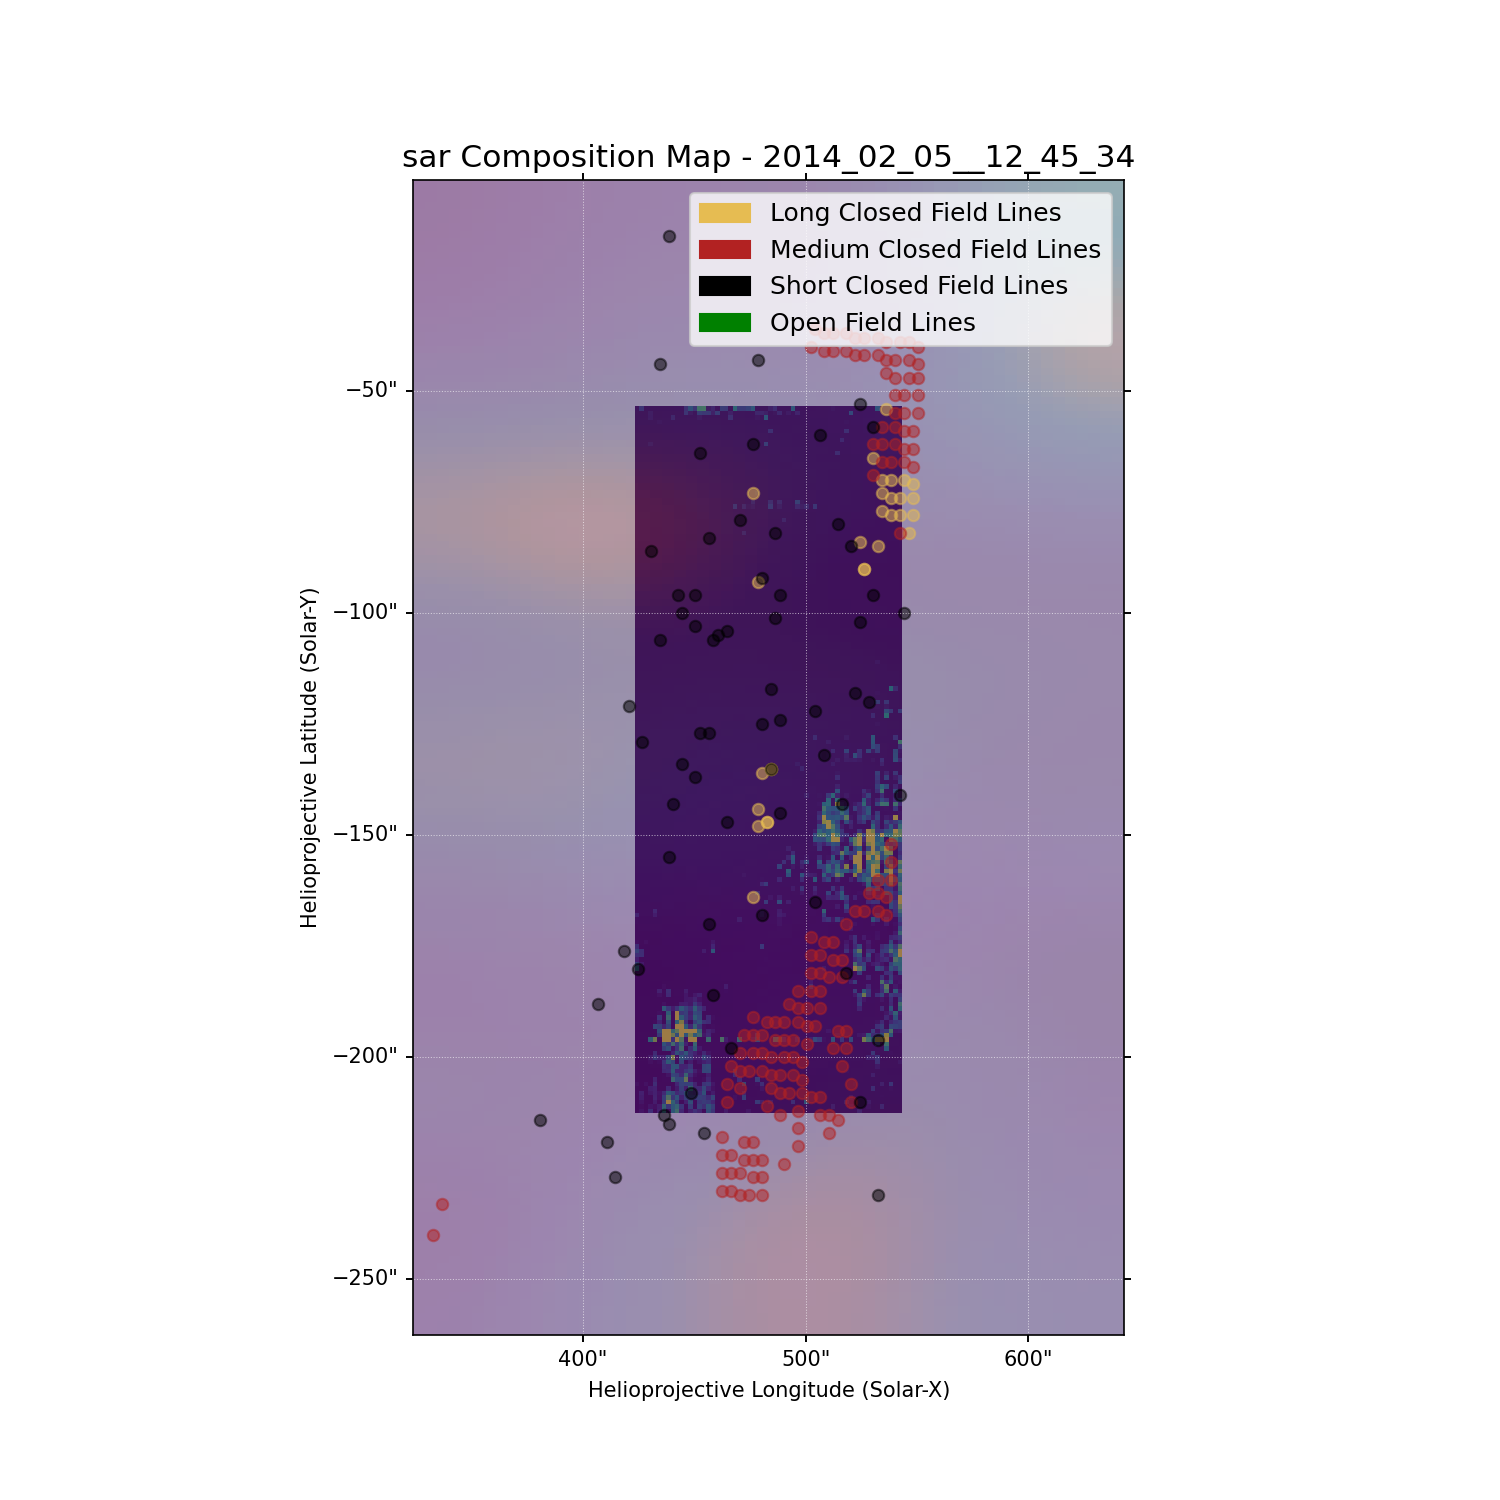 sar Composition Map - 2014_02_05__12_45_34
Long Closed Field Lines
Medium Closed Field Lines
Short Closed Field Lines
Open Field Lines
−50"
−100"
−150"
−200"
−250"
Helioprojective Latitude (Solar-Y)
400" 500" 600"
Helioprojective Longitude (Solar-X)